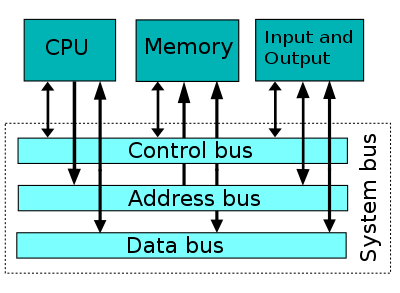 CPU
Memory
Input and
Output
Control bus
Address bus
Data bus
System bus